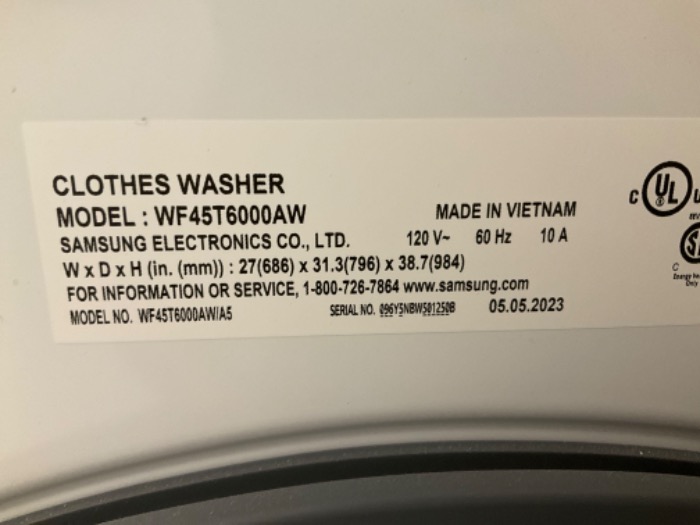 CLOTHES WASHER
MODEL : WF45T6000AW
MADE IN VIETNAM
SAMSUNG ELECTRONICS CO., LTD. 120 V~ 60 Hz 10 A
W x D x H (in. (mm)) : 27(686) x 31.3(796) x 38.7(984)
FOR INFORMATION OR SERVICE, 1-800-726-7864 www.samsung.com
MODEL NO. WF45T6000AW/A5 SERIAL NO. 096Y5NBW501250B 05.05.2023
C UL
C
Only